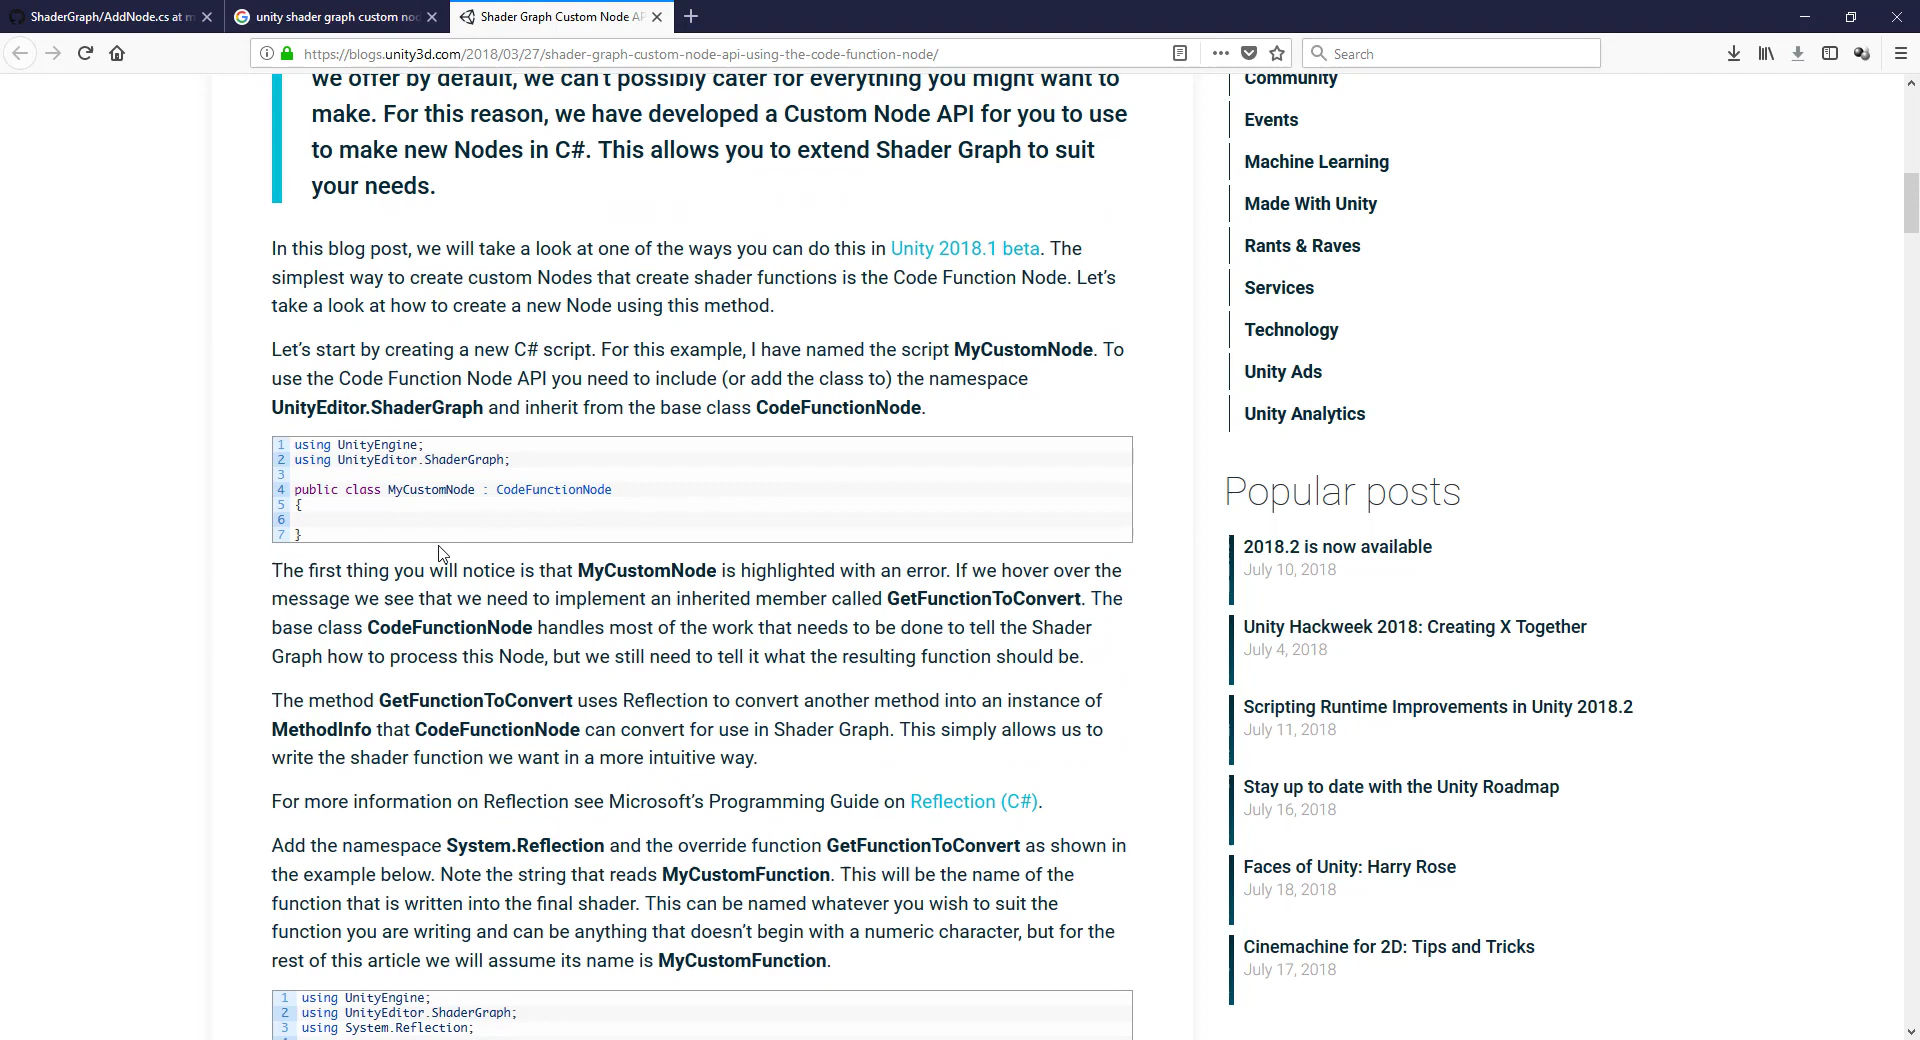 ShaderGraph/AddNode.cs at m
unity shader graph custom no
Shader Graph Custom Node AP
https://blogs.unity3d.com/2018/03/27/shader-graph-custom-node-api-using-the-code-function-node/
Search
we offer by default, we can't possibly cater for everything you might want to
make. For this reason, we have developed a Custom Node API for you to use
to make new Nodes in C#. This allows you to extend Shader Graph to suit
your needs.
In this blog post, we will take a look at one of the ways you can do this in Unity 2018.1 beta. The
simplest way to create custom Nodes that create shader functions is the Code Function Node. Let’s
take a look at how to create a new Node using this method.
Let’s start by creating a new C# script. For this example, I have named the script MyCustomNode. To
use the Code Function Node API you need to include (or add the class to) the namespace
UnityEditor.ShaderGraph and inherit from the base class CodeFunctionNode.
1 using UnityEngine;
2 using UnityEditor.ShaderGraph;
3
4 public class MyCustomNode : CodeFunctionNode
5 {
6
7 }
The first thing you will notice is that MyCustomNode is highlighted with an error. If we hover over the
message we see that we need to implement an inherited member called GetFunctionToConvert. The
base class CodeFunctionNode handles most of the work that needs to be done to tell the Shader
Graph how to process this Node, but we still need to tell it what the resulting function should be.
The method GetFunctionToConvert uses Reflection to convert another method into an instance of
MethodInfo that CodeFunctionNode can convert for use in Shader Graph. This simply allows us to
write the shader function we want in a more intuitive way.
For more information on Reflection see Microsoft’s Programming Guide on Reflection (C#).
Add the namespace System.Reflection and the override function GetFunctionToConvert as shown in
the example below. Note the string that reads MyCustomFunction. This will be the name of the
function that is written into the final shader. This can be named whatever you wish to suit the
function you are writing and can be anything that doesn’t begin with a numeric character, but for the
rest of this article we will assume its name is MyCustomFunction.
1 using UnityEngine;
2 using UnityEditor.ShaderGraph;
3 using System.Reflection;
Community
Events
Machine Learning
Made With Unity
Rants & Raves
Services
Technology
Unity Ads
Unity Analytics
Popular posts
2018.2 is now available
July 10, 2018
Unity Hackweek 2018: Creating X Together
July 4, 2018
Scripting Runtime Improvements in Unity 2018.2
July 11, 2018
Stay up to date with the Unity Roadmap
July 16, 2018
Faces of Unity: Harry Rose
July 18, 2018
Cinemachine for 2D: Tips and Tricks
July 17, 2018